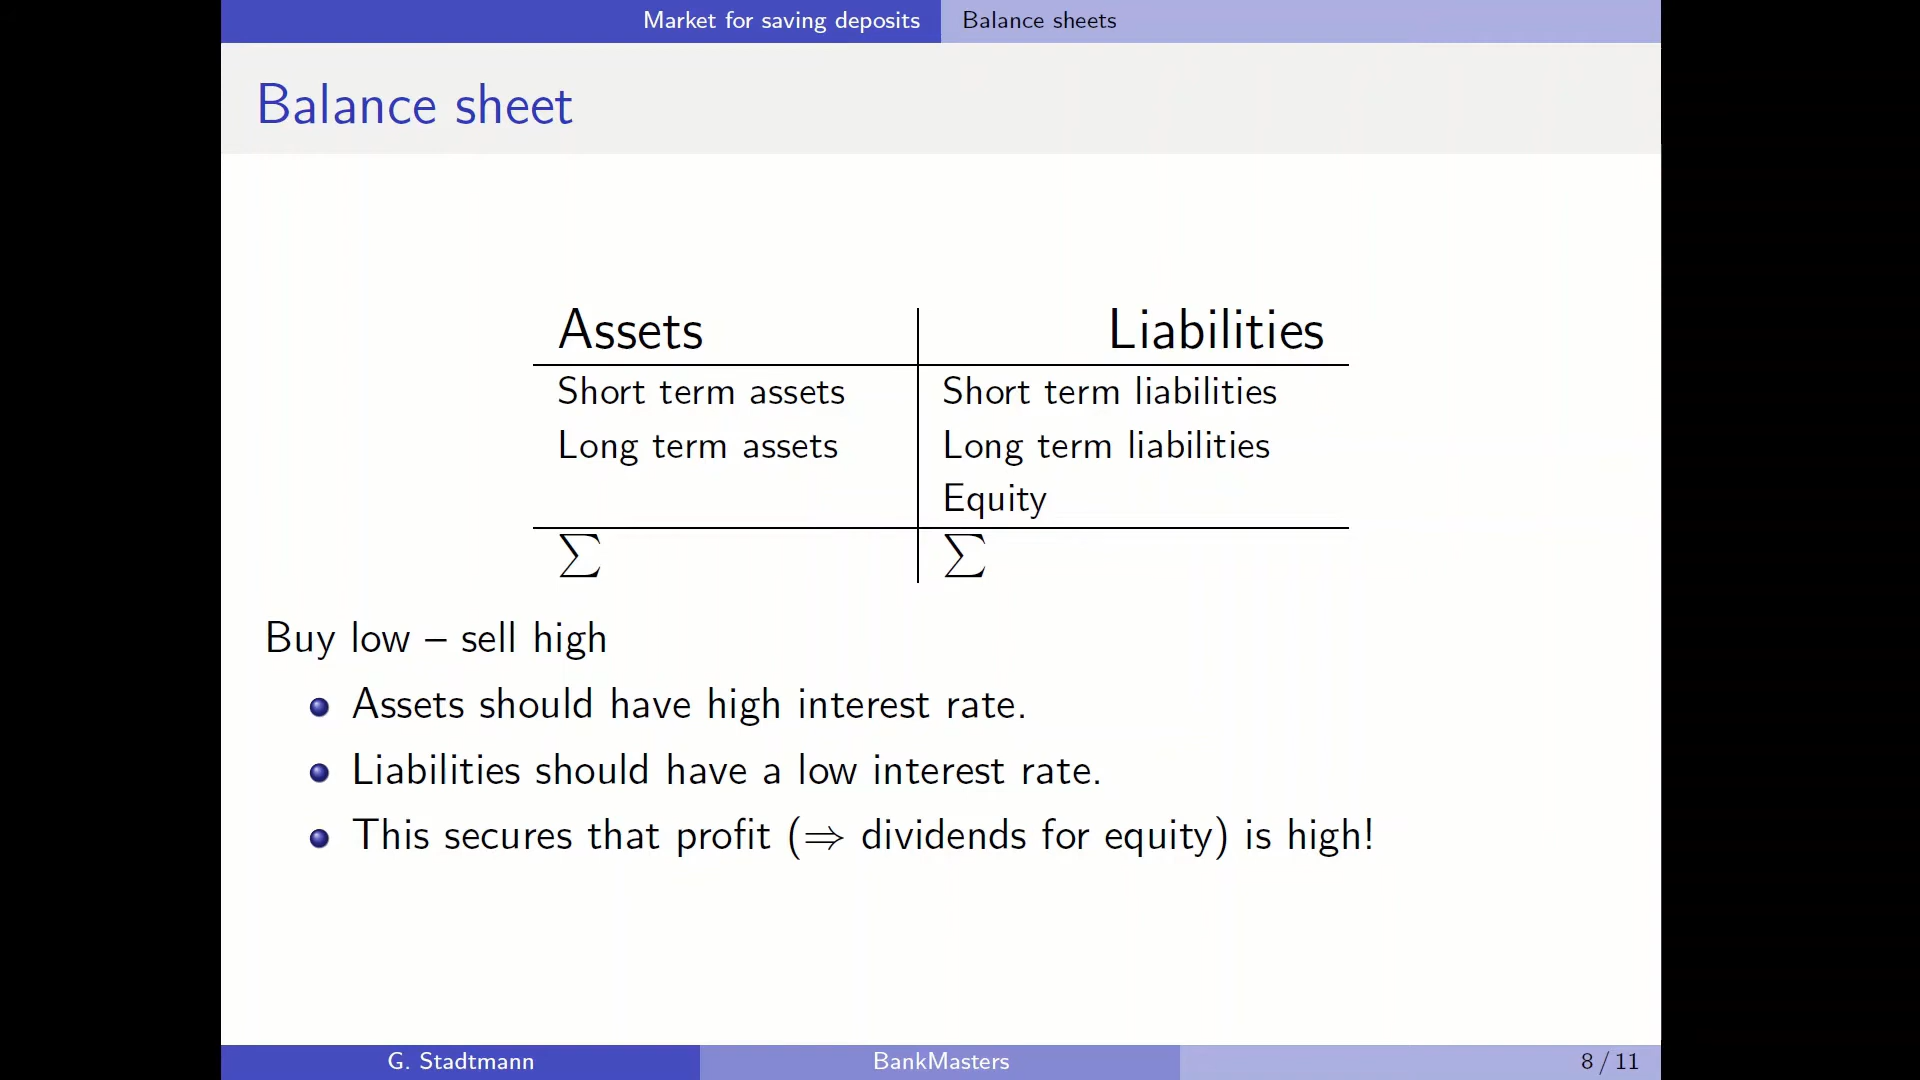 Market for saving deposits Balance sheets
Balance sheet
Assets Liabilities
Short term assets Short term liabilities
Long term assets Long term liabilities
Equity
∑ ∑
Buy low – sell high
Assets should have high interest rate.
Liabilities should have a low interest rate.
This secures that profit (⇒ dividends for equity) is high!
G. Stadtmann BankMasters 8 / 11